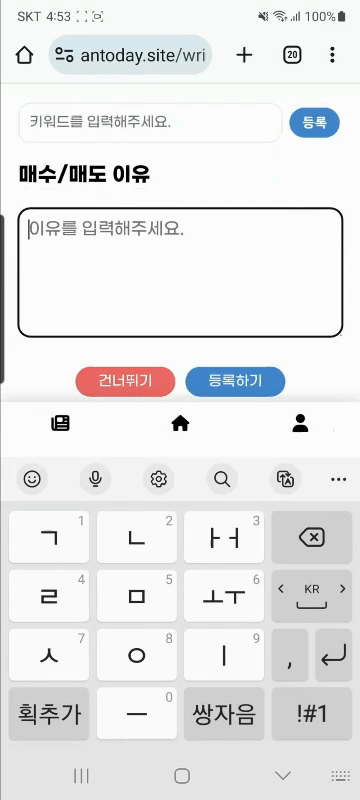 SKT 4:53 100%
antoday.site/wri 20
키워드를 입력해주세요. 등록
매수/매도 이유
이유를 입력해주세요.
건너뛰기 등록하기
ㄱ 1 ㄴ 2 ㅏㅓ 3
ㄹ 4 ㅁ 5 ㅗㅜ 6 < KR >
ㅅ 7 ㅇ 8 ㅣ 9 ,
획추가 ㅡ 0 쌍자음 !#1